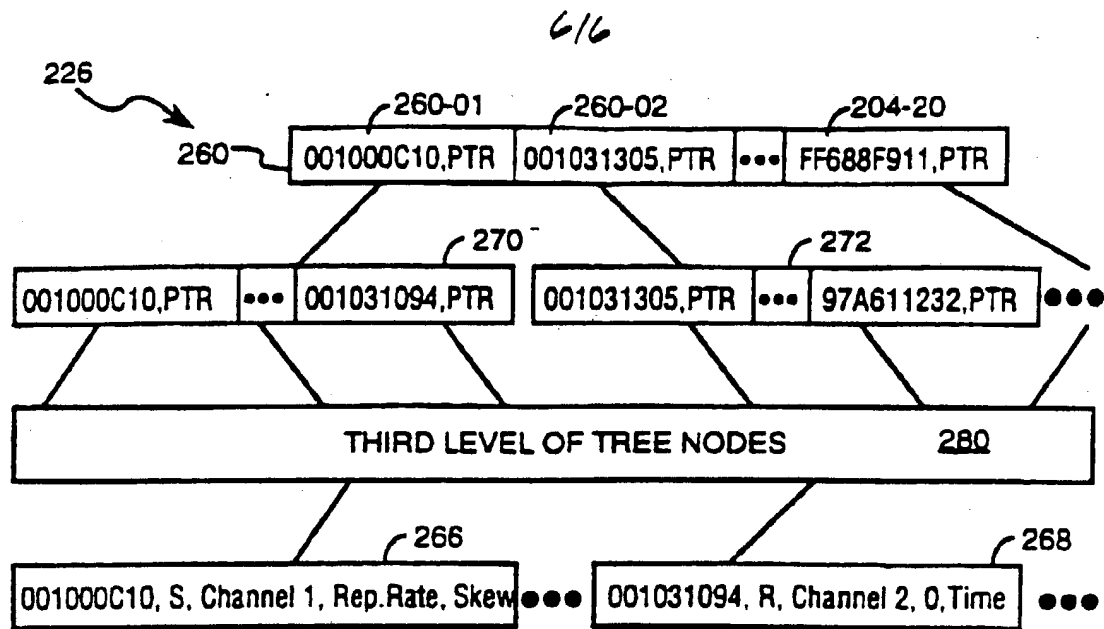 6/6
226
260-01 260-02 204-20
260
001000C10,PTR 001031305,PTR ••• FF688F911,PTR
270 272
001000C10,PTR ••• 001031094,PTR 001031305,PTR ••• 97A611232,PTR •••
THIRD LEVEL OF TREE NODES 280
266 268
001000C10, S, Channel 1, Rep.Rate, Skew ••• 001031094, R, Channel 2, 0,Time •••